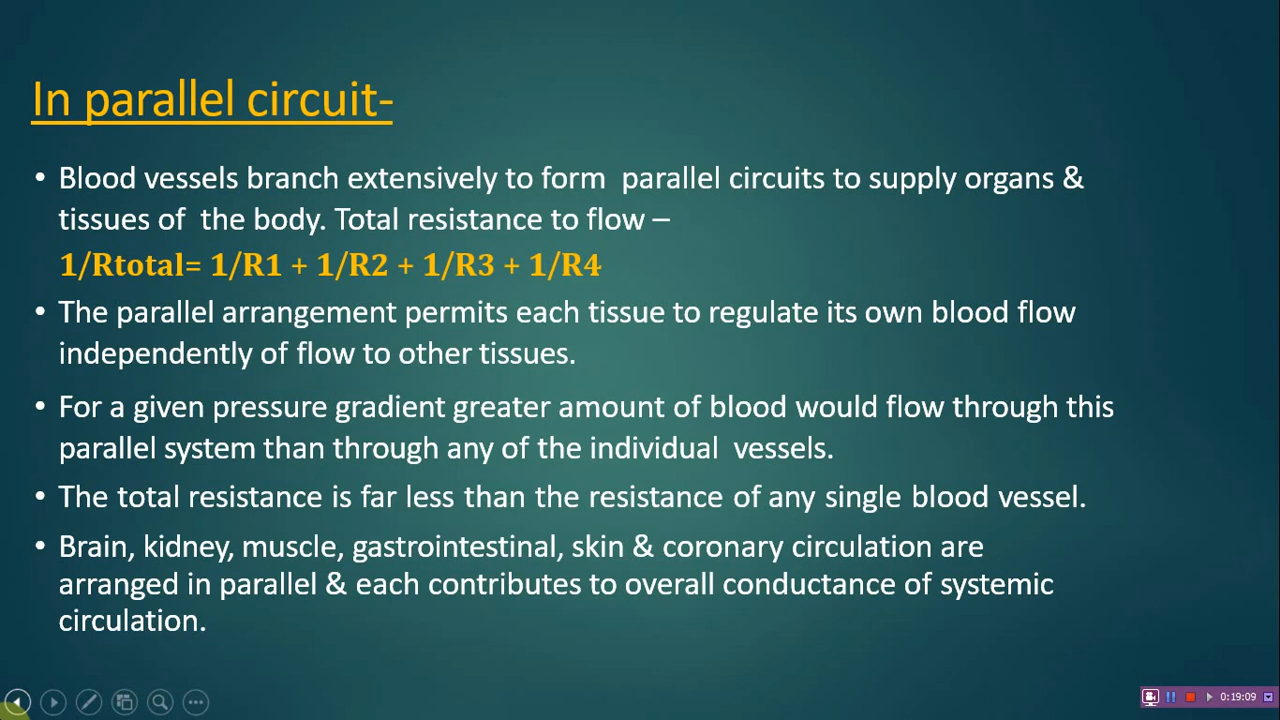 In parallel circuit-
• Blood vessels branch extensively to form parallel circuits to supply organs &
tissues of the body. Total resistance to flow –
1/Rtotal= 1/R1 + 1/R2 + 1/R3 + 1/R4
• The parallel arrangement permits each tissue to regulate its own blood flow
independently of flow to other tissues.
• For a given pressure gradient greater amount of blood would flow through this
parallel system than through any of the individual vessels.
• The total resistance is far less than the resistance of any single blood vessel.
• Brain, kidney, muscle, gastrointestinal, skin & coronary circulation are
arranged in parallel & each contributes to overall conductance of systemic
circulation.
0:19:09